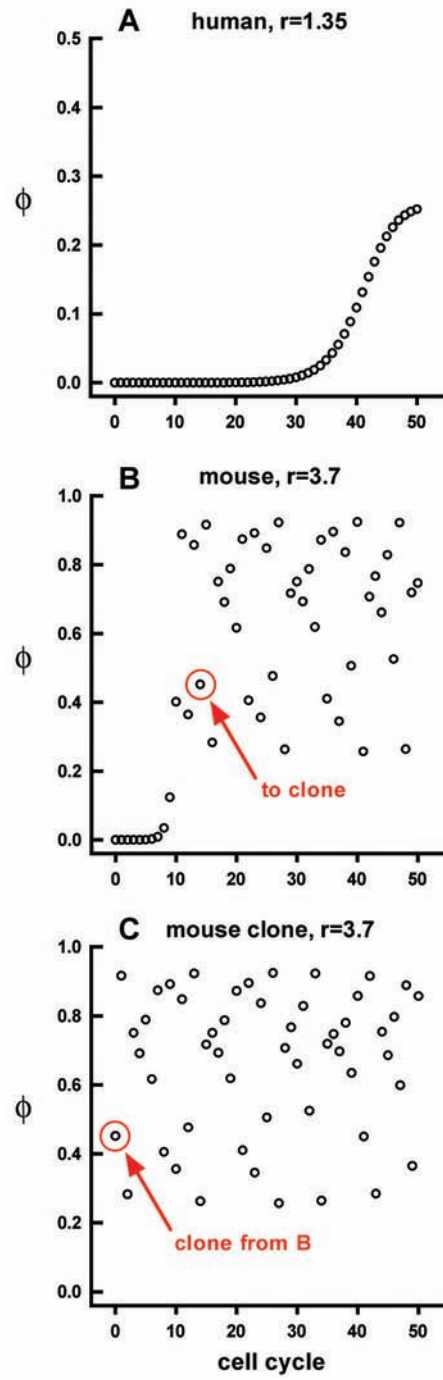 A
human, r=1.35
0.5
0.4
0.3
ϕ
0.2
0.1
0.0
0 10 20 30 40 50
B
mouse, r=3.7
1.0
0.8
0.6
ϕ
0.4
0.2
to clone
0.0
0 10 20 30 40 50
C
mouse clone, r=3.7
1.0
0.8
0.6
ϕ
0.4
0.2
clone from B
0.0
0 10 20 30 40 50
cell cycle